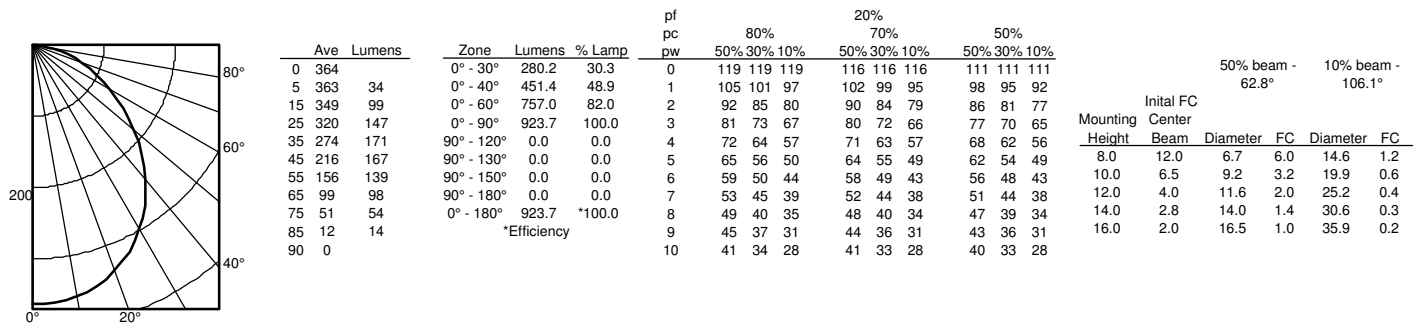 80°
60°
200
40°
0° 20°
Ave Lumens
0 364
5 363 34
15 349 99
25 320 147
35 274 171
45 216 167
55 156 139
65 99 98
75 51 54
85 12 14
90 0
Zone Lumens % Lamp
0° - 30° 280.2 30.3
0° - 40° 451.4 48.9
0° - 60° 757.0 82.0
0° - 90° 923.7 100.0
90° - 120° 0.0 0.0
90° - 130° 0.0 0.0
90° - 150° 0.0 0.0
90° - 180° 0.0 0.0
0° - 180° 923.7 *100.0
*Efficiency
pf 20%
pc 80% 70% 50%
pw 50% 30% 10% 50% 30% 10% 50% 30% 10%
0 119 119 119 116 116 116 111 111 111
1 105 101 97 102 99 95 98 95 92
2 92 85 80 90 84 79 86 81 77
3 81 73 67 80 72 66 77 70 65
4 72 64 57 71 63 57 68 62 56
5 65 56 50 64 55 49 62 54 49
6 59 50 44 58 49 43 56 48 43
7 53 45 39 52 44 38 51 44 38
8 49 40 35 48 40 34 47 39 34
9 45 37 31 44 36 31 43 36 31
10 41 34 28 41 33 28 40 33 28
50% beam - 10% beam -
62.8° 106.1°
Inital FC
Mounting Center
Height Beam Diameter FC Diameter FC
8.0 12.0 6.7 6.0 14.6 1.2
10.0 6.5 9.2 3.2 19.9 0.6
12.0 4.0 11.6 2.0 25.2 0.4
14.0 2.8 14.0 1.4 30.6 0.3
16.0 2.0 16.5 1.0 35.9 0.2